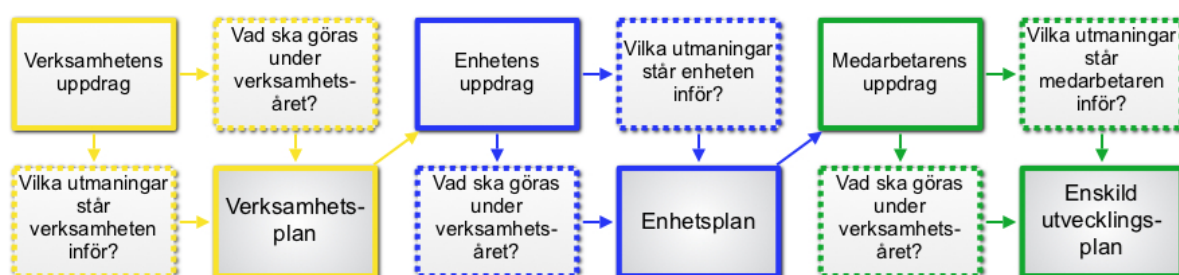 Verksamhetens
uppdrag
Vad ska göras
under
verksamhets-
året?
Vilka utmaningar
står
verksamheten
inför?
Verksamhets-
plan
Enhetens
uppdrag
Vilka utmaningar
står enheten
inför?
Vad ska göras
under
verksamhets-
året?
Enhetsplan
Medarbetarens
uppdrag
Vilka utmaningar
står
medarbetaren
inför?
Vad ska göras
under
verksamhets-
året?
Enskild
utvecklings-
plan